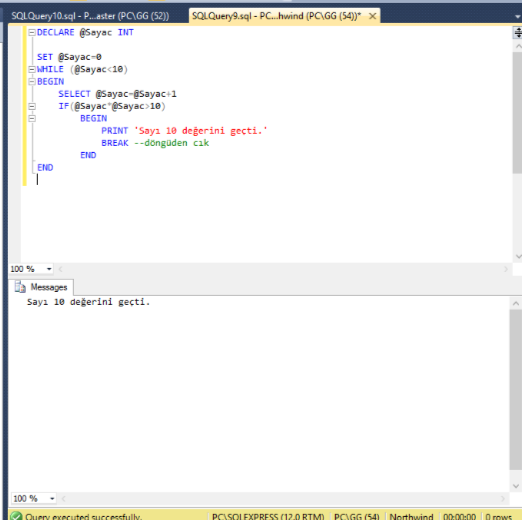 SQLQuery10.sql - P...aster (PC\GG (52))
SQLQuery9.sql - PC...hwind (PC\GG (54))* ×
DECLARE @Sayac INT
SET @Sayac=0
WHILE (@Sayac<10)
BEGIN
SELECT @Sayac=@Sayac+1
IF(@Sayac*@Sayac>10)
BEGIN
PRINT 'Sayı 10 değerini geçti.'
BREAK --döngüden cık
END
END
100 %
Messages
Sayı 10 değerini geçti.
100 %
Query executed successfully.
PC\SQLEXPRESS (12.0 RTM)
PC\GG (54)
Northwind
00:00:00
0 rows